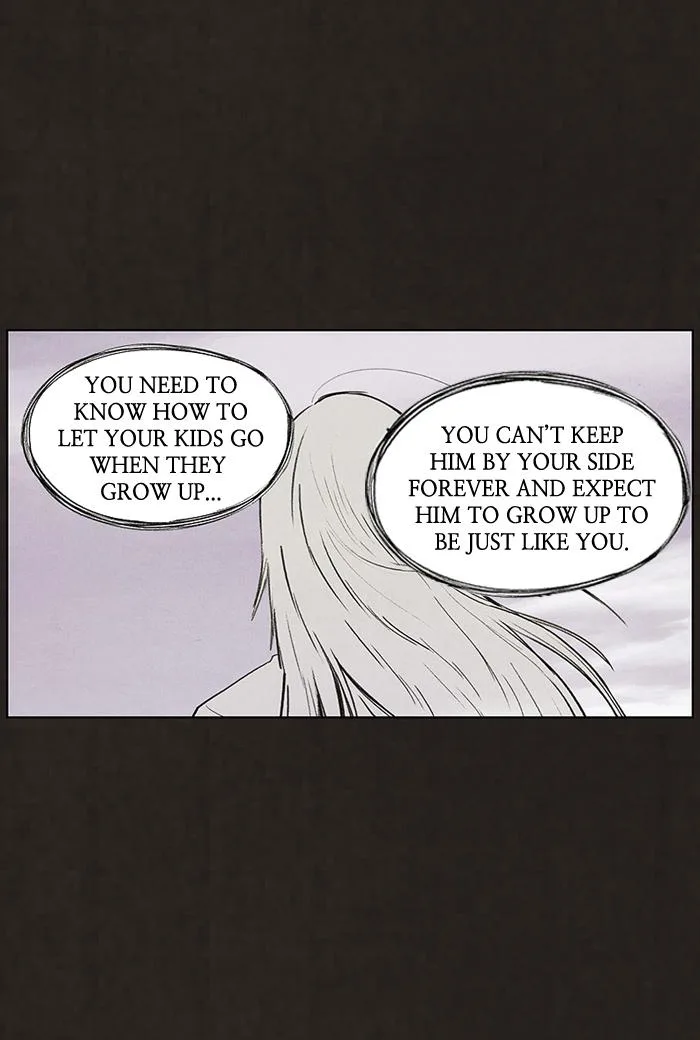 YOU NEED TO
KNOW HOW TO
LET YOUR KIDS GO
WHEN THEY
GROW UP...
YOU CAN'T KEEP
HIM BY YOUR SIDE
FOREVER AND EXPECT
HIM TO GROW UP TO
BE JUST LIKE YOU.